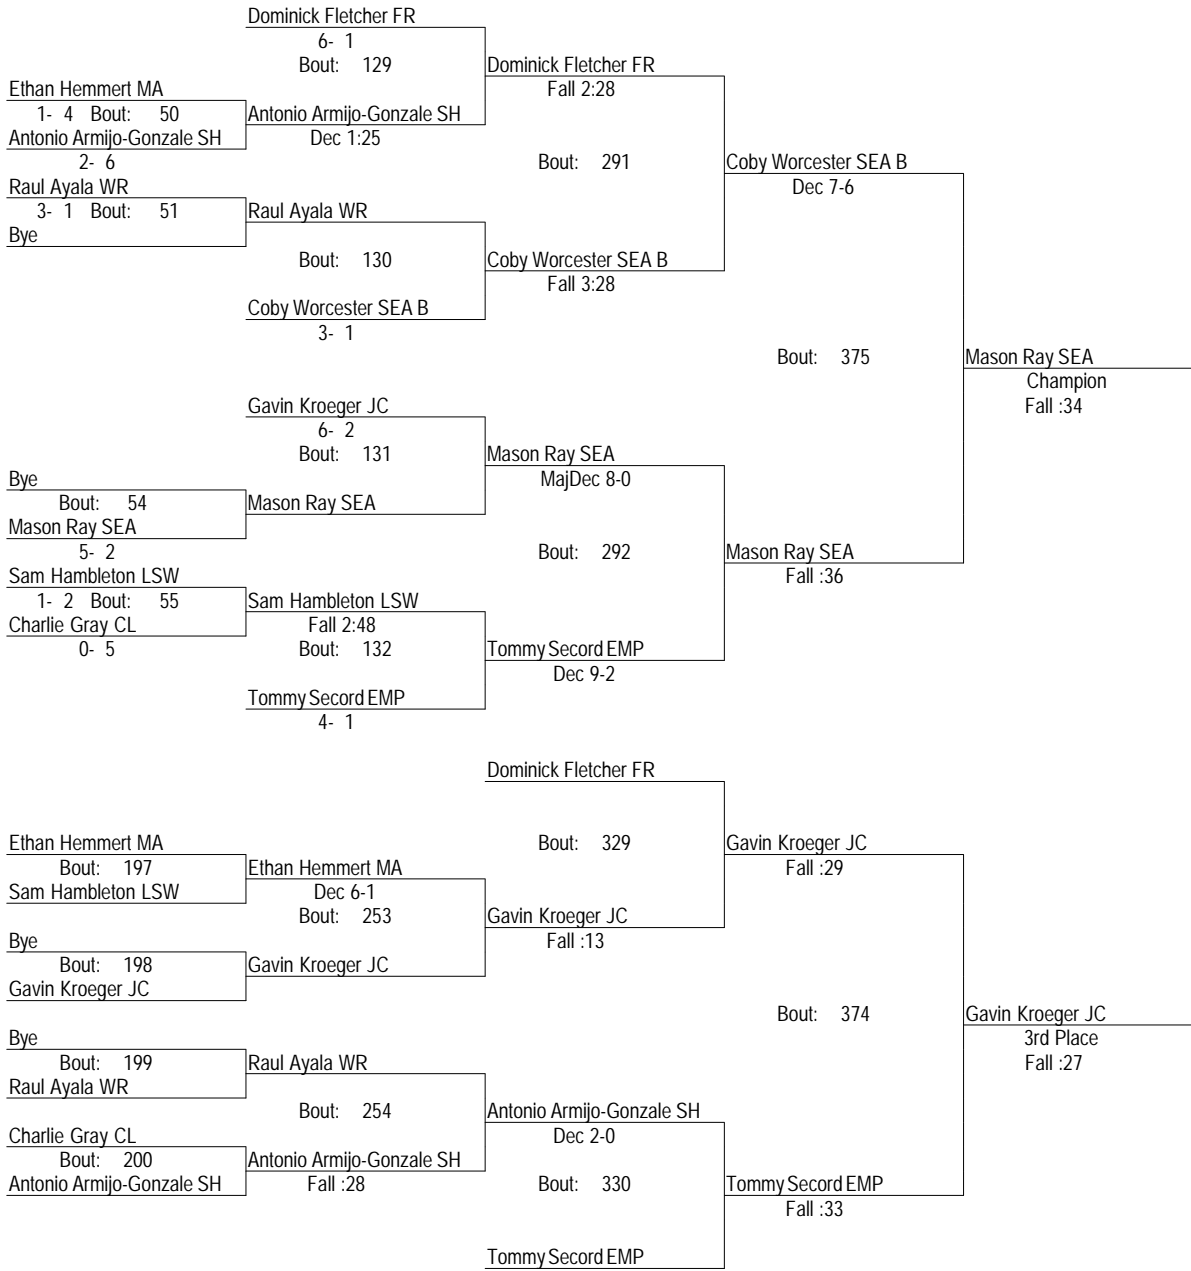 Dominick Fletcher FR
6- 1
Bout: 129
Dominick Fletcher FR
Fall 2:28
Ethan Hemmert MA
1- 4 Bout: 50
Antonio Armijo-Gonzale SH
Antonio Armijo-Gonzale SH
Dec 1:25
2- 6
Bout: 291
Coby Worcester SEA B
Dec 7-6
Raul Ayala WR
3- 1 Bout: 51
Raul Ayala WR
Bye
Bout: 130
Coby Worcester SEA B
Fall 3:28
Coby Worcester SEA B
3- 1
Bout: 375
Mason Ray SEA
Champion
Fall :34
Gavin Kroeger JC
6- 2
Bout: 131
Mason Ray SEA
MajDec 8-0
Bye
Bout: 54
Mason Ray SEA
Mason Ray SEA
5- 2
Bout: 292
Mason Ray SEA
Fall :36
Sam Hambleton LSW
1- 2 Bout: 55
Sam Hambleton LSW
Fall 2:48
Charlie Gray CL
0- 5
Bout: 132
Tommy Secord EMP
Dec 9-2
Tommy Secord EMP
4- 1
Dominick Fletcher FR
Ethan Hemmert MA
Bout: 329
Gavin Kroeger JC
Fall :29
Bout: 197
Ethan Hemmert MA
Dec 6-1
Sam Hambleton LSW
Bout: 253
Gavin Kroeger JC
Fall :13
Bye
Bout: 198
Gavin Kroeger JC
Gavin Kroeger JC
Bout: 374
Gavin Kroeger JC
3rd Place
Fall :27
Bye
Bout: 199
Raul Ayala WR
Raul Ayala WR
Bout: 254
Antonio Armijo-Gonzale SH
Dec 2-0
Charlie Gray CL
Bout: 200
Antonio Armijo-Gonzale SH
Fall :28
Antonio Armijo-Gonzale SH
Bout: 330
Tommy Secord EMP
Fall :33
Tommy Secord EMP